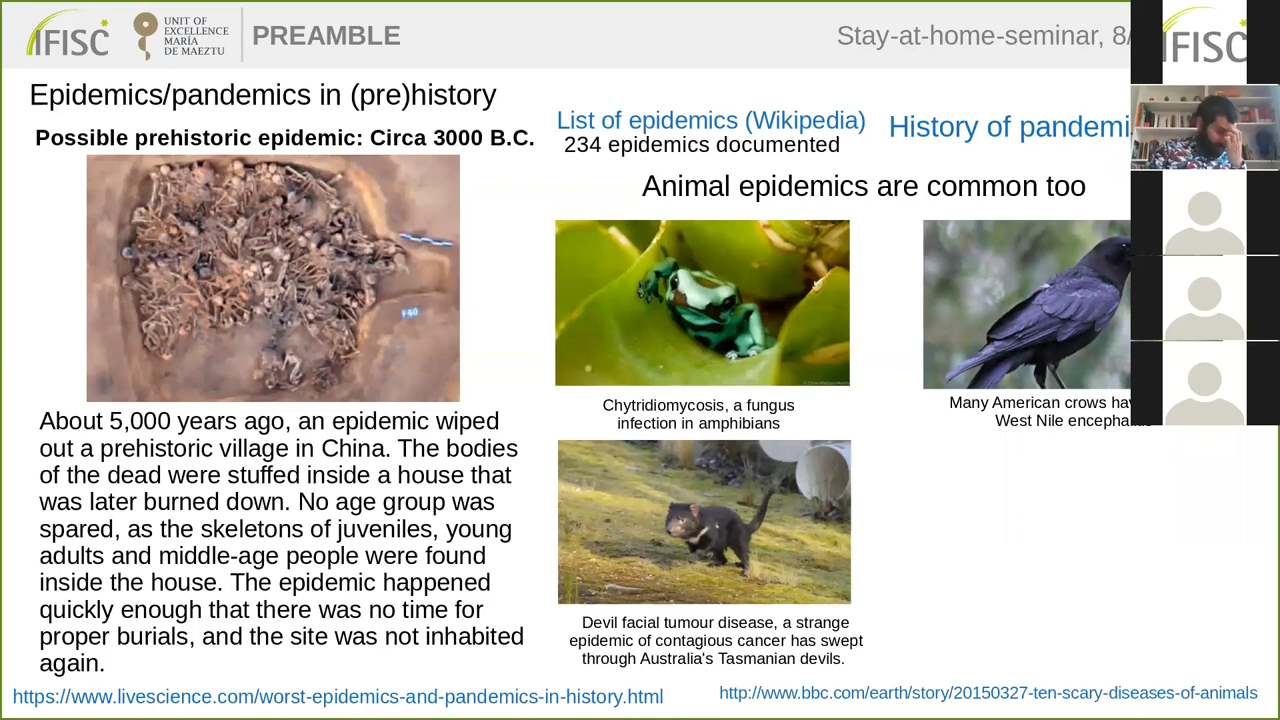 IFISC
UNIT OF
EXCELLENCE
MARÍA
DE MAEZTU
PREAMBLE
Stay-at-home-seminar, 8/
IFISC
Epidemics/pandemics in (pre)history
Possible prehistoric epidemic: Circa 3000 B.C.
List of epidemics (Wikipedia)
234 epidemics documented
History of pandemi
Animal epidemics are common too
F40
About 5,000 years ago, an epidemic wiped
out a prehistoric village in China. The bodies
of the dead were stuffed inside a house that
was later burned down. No age group was
spared, as the skeletons of juveniles, young
adults and middle-age people were found
inside the house. The epidemic happened
quickly enough that there was no time for
proper burials, and the site was not inhabited
again.
Chytridiomycosis, a fungus
infection in amphibians
Many American crows hav
West Nile encepha
Devil facial tumour disease, a strange
epidemic of contagious cancer has swept
through Australia's Tasmanian devils.
https://www.livescience.com/worst-epidemics-and-pandemics-in-history.html
http://www.bbc.com/earth/story/20150327-ten-scary-diseases-of-animals